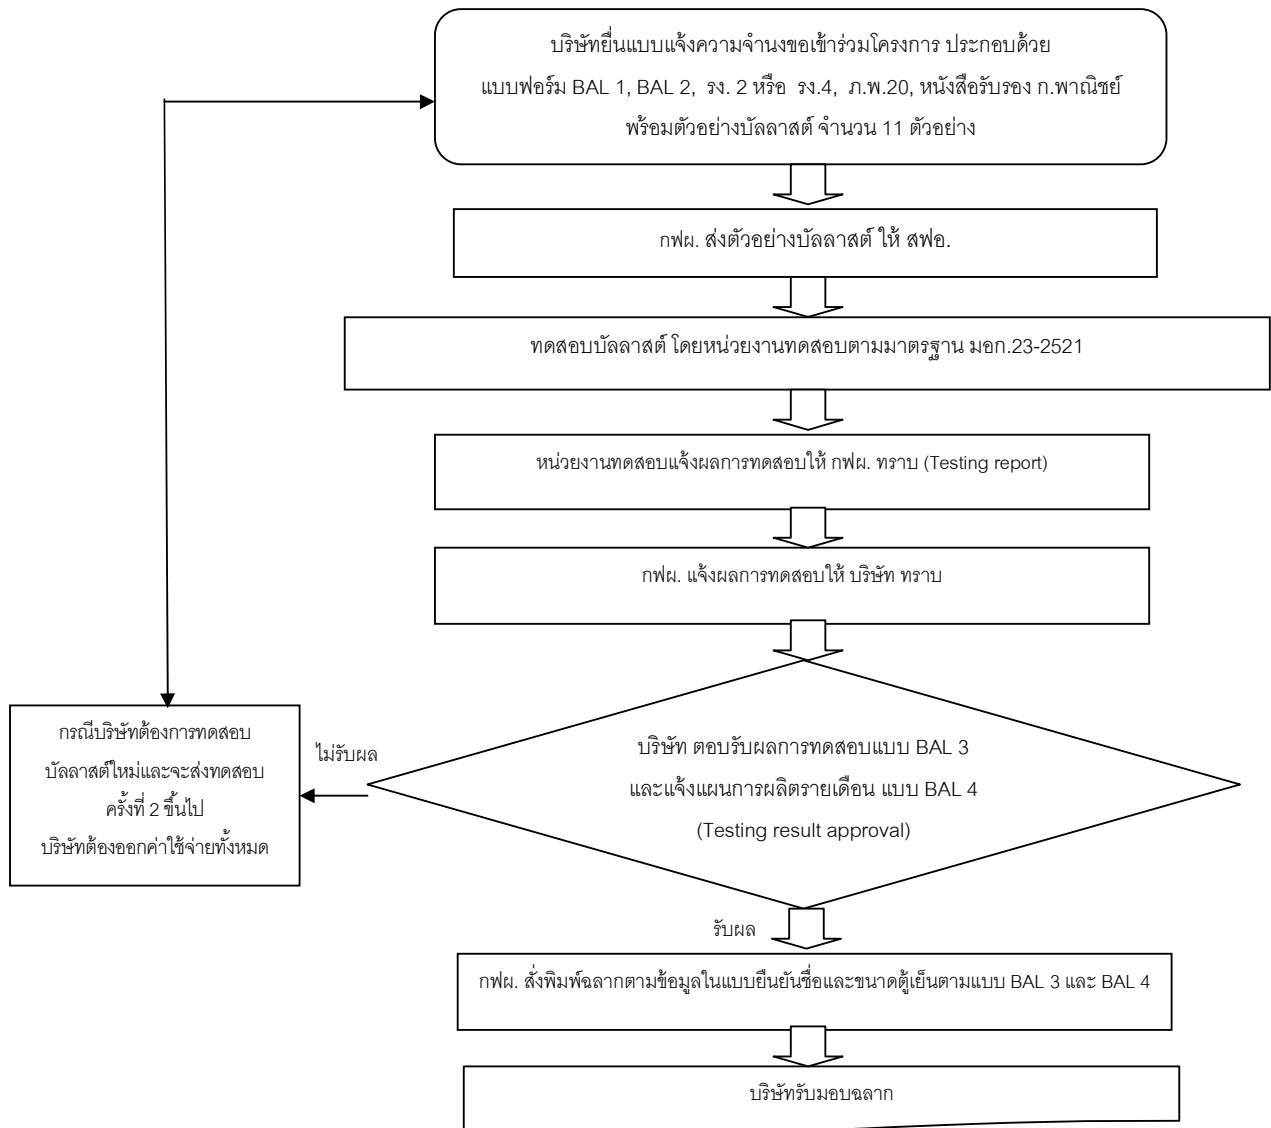 บริษัทยื่นแบบแจ้งความจำนงขอเข้าร่วมโครงการ ประกอบด้วย
แบบฟอร์ม BAL 1, BAL 2, รง. 2 หรือ รง.4, ภ.พ.20, หนังสือรับรอง ก.พาณิชย์
พร้อมตัวอย่างบัลลาสต์ จำนวน 11 ตัวอย่าง
กฟผ. ส่งตัวอย่างบัลลาสต์ ให้ สฟอ.
ทดสอบบัลลาสต์ โดยหน่วยงานทดสอบตามมาตรฐาน มอก.23-2521
หน่วยงานทดสอบแจ้งผลการทดสอบให้ กฟผ. ทราบ (Testing report)
กฟผ. แจ้งผลการทดสอบให้ บริษัท ทราบ
บริษัท ตอบรับผลการทดสอบแบบ BAL 3
และแจ้งแผนการผลิตรายเดือน แบบ BAL 4
(Testing result approval)
ไม่รับผล
กรณีบริษัทต้องการทดสอบ
บัลลาสต์ใหม่และจะส่งทดสอบ
ครั้งที่ 2 ขึ้นไป
บริษัทต้องออกค่าใช้จ่ายทั้งหมด
รับผล
กฟผ. สั่งพิมพ์ฉลากตามข้อมูลในแบบยืนยันชื่อและขนาดตู้เย็นตามแบบ BAL 3 และ BAL 4
บริษัทรับมอบฉลาก